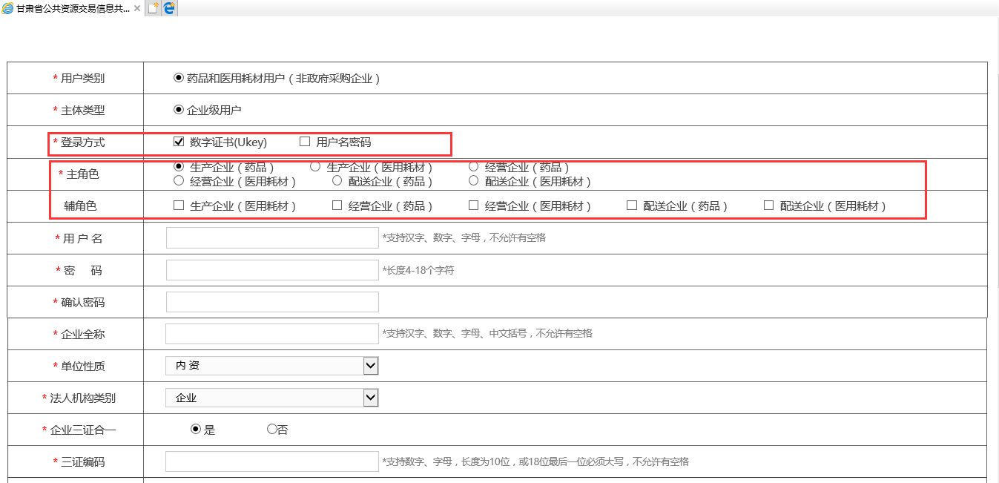 甘肃省公共资源交易信息共...
* 用户类别 药品和医用耗材用户（非政府采购企业）
* 主体类型 企业级用户
* 登录方式 数字证书(Ukey) 用户名密码
* 主角色 生产企业（药品） 生产企业（医用耗材） 经营企业（药品）
经营企业（医用耗材） 配送企业（药品） 配送企业（医用耗材）
辅角色 生产企业（医用耗材） 经营企业（药品） 经营企业（医用耗材） 配送企业（药品） 配送企业（医用耗材）
* 用 户 名 *支持汉字、数字、字母，不允许有空格
* 密 码 *长度4-18个字符
* 确认密码
* 企业全称 *支持汉字、数字、字母、中文括号，不允许有空格
* 单位性质 内 资
* 法人机构类别 企业
* 企业三证合一 是 否
* 三证编码 *支持数字、字母，长度为10位，或18位最后一位必须大写，不允许有空格